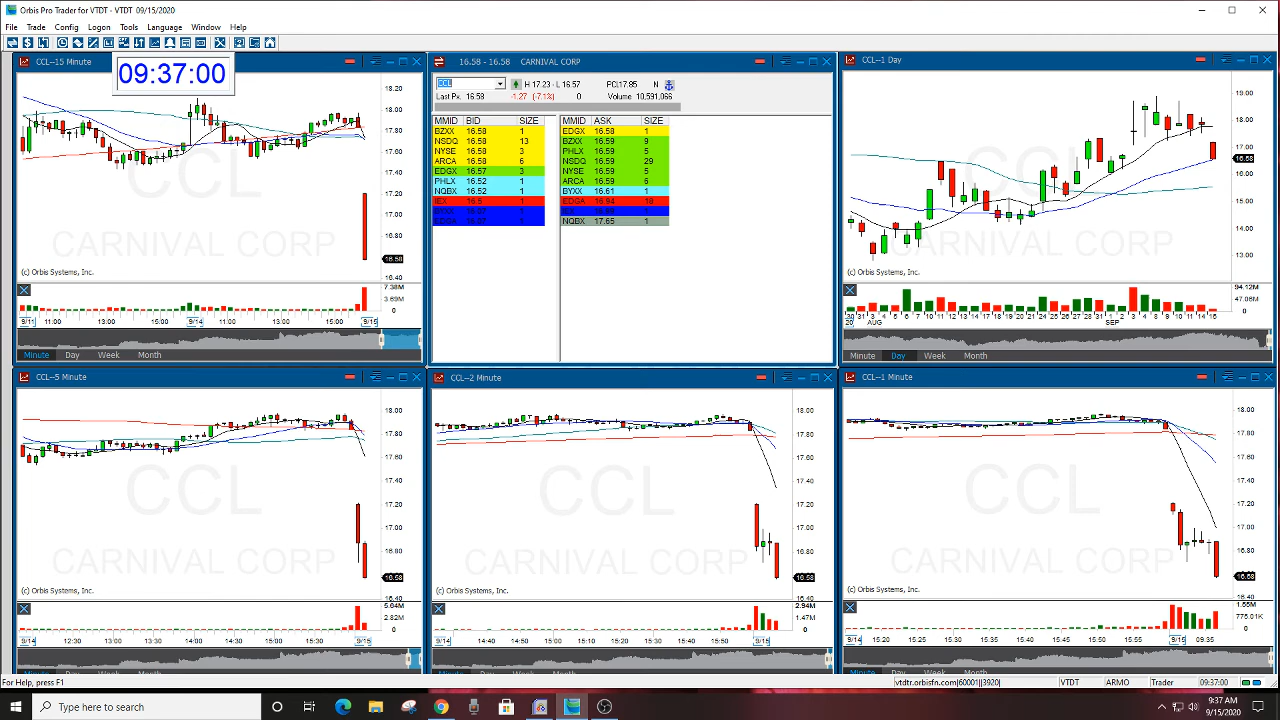 Orbis Pro Trader for VTDT - VTDT 09/15/2020
File Trade Config Logon Tools Language Window Help
CCL--15 Minute
09:37:00
18.20
18.00
17.80
17.40
17.20
17.00
16.80
16.58
16.40
CCL
CARNIVAL CORP
(c) Orbis Systems, Inc.
7.38M
3.69M
0
9/11 11:00 13:00 15:00 9/14 11:00 13:00 15:00 9/15
Minute Day Week Month
16.58 - 16.58 CARNIVAL CORP
CCL H 17.23 - L 16.57 PCL17.85 N
Last Px. 16.58 -1.27 (-7.1%) 0 Volume 10,591,066
MMID BID SIZE
BZXX 16.58 1
NSDQ 16.58 13
NYSE 16.58 3
ARCA 16.58 6
EDGX 16.57 3
PHLX 16.52 1
NQBX 16.52 1
IEX 16.5 1
BYXX 16.07 1
EDGA 16.07 1
MMID ASK SIZE
EDGX 16.58 1
BZXX 16.59 9
PHLX 16.59 5
NSDQ 16.59 29
NYSE 16.59 5
ARCA 16.59 6
BYXX 16.61 1
EDGA 16.94 18
NQBX 17.65 1
CCL--1 Day
19.00
18.00
17.00
16.58
16.00
15.00
14.00
13.00
CCL
CARNIVAL CORP
(c) Orbis Systems, Inc.
94.12M
47.06M
0
AUG SEP
Minute Day Week Month
CCL--5 Minute
18.00
17.80
17.60
17.40
17.20
17.00
16.80
16.58
16.40
CCL
CARNIVAL CORP
(c) Orbis Systems, Inc.
5.64M
2.82M
0
9/14 12:30 13:00 13:30 14:00 14:30 15:00 15:30 9/15
CCL--2 Minute
18.00
17.80
17.60
17.40
17.20
17.00
16.80
16.58
16.40
CCL
CARNIVAL CORP
(c) Orbis Systems, Inc.
2.94M
1.47M
0
9/14 14:40 14:50 15:00 15:10 15:20 15:30 15:40 15:50 9/15
CCL--1 Minute
18.00
17.80
17.60
17.40
17.20
17.00
16.80
16.58
16.40
CCL
CARNIVAL CORP
(c) Orbis Systems, Inc.
1.55M
776.01K
0
9/14 15:20 15:25 15:30 15:35 15:40 15:45 15:50 15:55 9/15 09:35
For Help, press F1
vtdtr.orbisfn.com|60001||3920| VTDT ARMO Trader 09:37:00
Type here to search
9:37 AM
9/15/2020